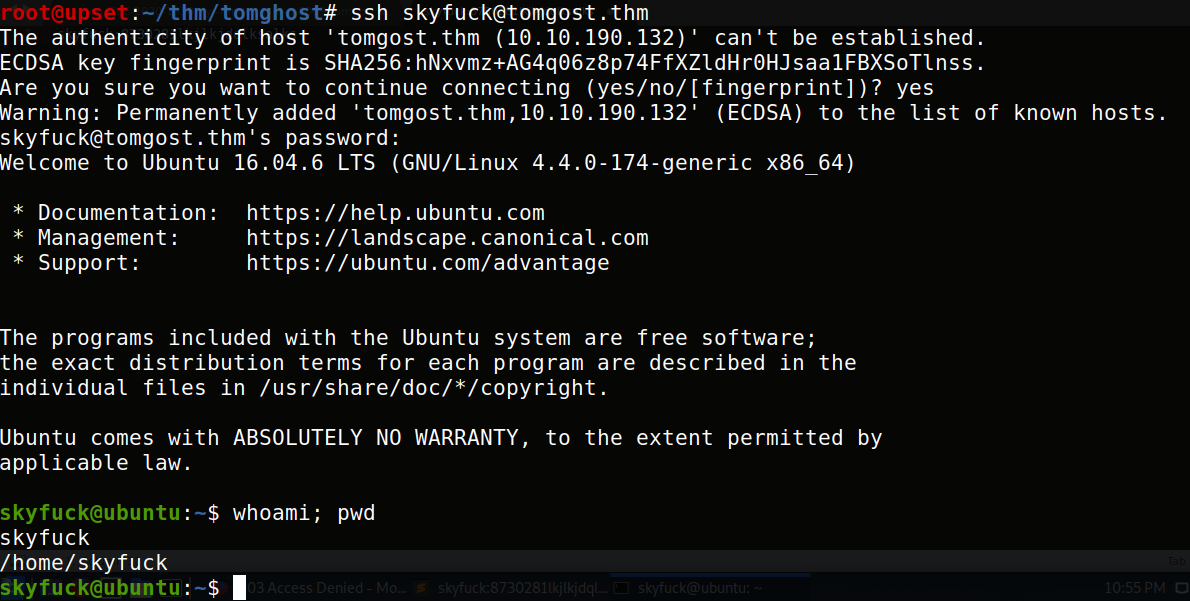 root@upset:~/thm/tomghost# ssh skyfuck@tomgost.thm
The authenticity of host 'tomgost.thm (10.10.190.132)' can't be established.
ECDSA key fingerprint is SHA256:hNxvmz+AG4q06z8p74FfXZldHr0HJsaa1FBXSoTlnss.
Are you sure you want to continue connecting (yes/no/[fingerprint])? yes
Warning: Permanently added 'tomgost.thm,10.10.190.132' (ECDSA) to the list of known hosts.
skyfuck@tomgost.thm's password:
Welcome to Ubuntu 16.04.6 LTS (GNU/Linux 4.4.0-174-generic x86_64)
* Documentation:  https://help.ubuntu.com
* Management:     https://landscape.canonical.com
* Support:        https://ubuntu.com/advantage
The programs included with the Ubuntu system are free software;
the exact distribution terms for each program are described in the
individual files in /usr/share/doc/*/copyright.
Ubuntu comes with ABSOLUTELY NO WARRANTY, to the extent permitted by
applicable law.
skyfuck@ubuntu:~$ whoami; pwd
skyfuck
/home/skyfuck
Tab
skyfuck@ubuntu:~$
03 Access Denied - Mo... skyfuck:8730281lkjlkjdql... skyfuck@ubuntu: ~ 10:55 PM